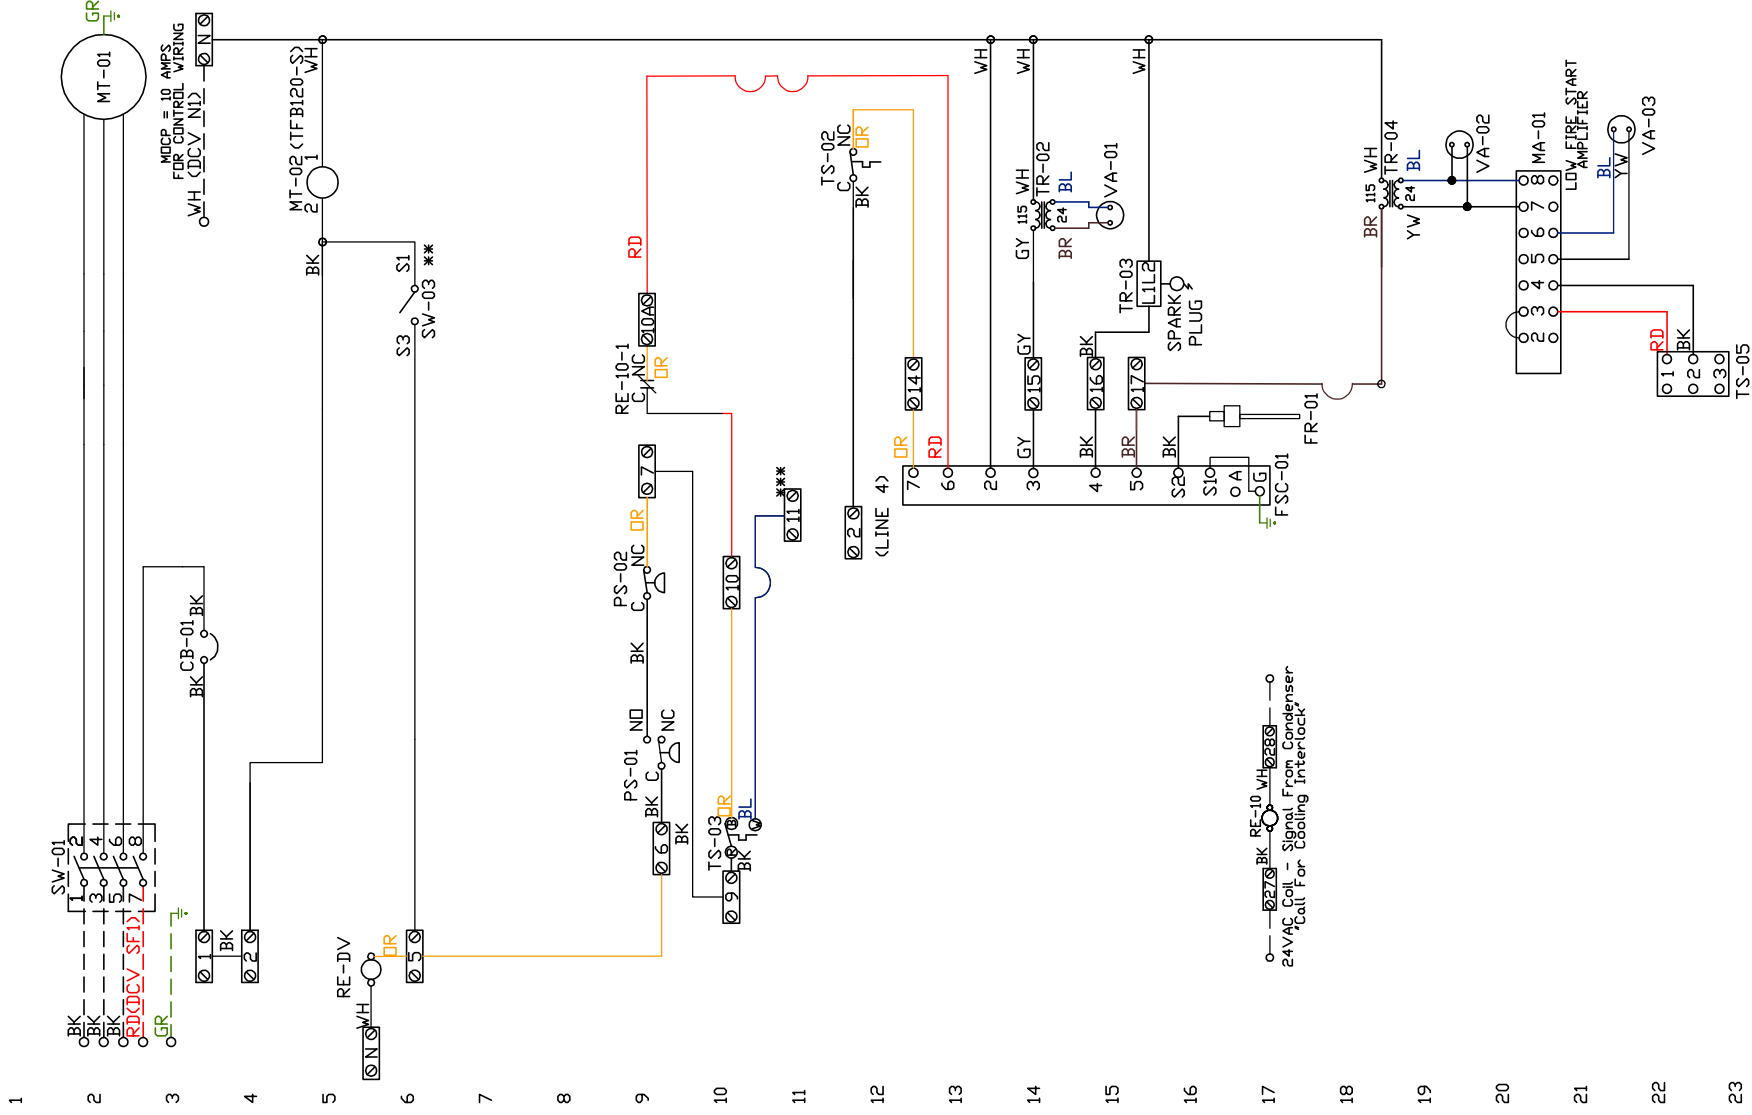 GR
MT-01
MOCP = 10 AMPS
FOR CONTROL WIRING
N
WH (DCV N1)
SW-01
1 2
3 4
5 6
7 8
BK
BK
BK
RD(DCV SF1)
GR
BK CB-01 BK
1
BK
2
WH
MT-02 (TFB120-S)
2 1
BK
S1
S3
SW-03 **
RE-DV
OR
WH
N
5
RD
10A
RE-10-1
C NC
OR
7
OR
PS-02
C NC
BK
PS-01
NO
C NC
BK
6
BK
10
OR
TS-03
R B
W
BL
BK
9
11
***
TS-02
C NC
OR
BK
2
(LINE 4)
14
OR
RD
WH
WH
WH
WH
115
TR-02
24
BL
GY
BR
VA-01
GY
15
GY
TR-03
L1L2
SPARK
PLUG
BK
16
BK
17
BR
BK
FR-01
7
6
2
3
4
5
S2
S1
A
G
FSC-01
WH
115
TR-04
24
BL
BR
YW
VA-02
MA-01
LOW FIRE START
AMPLIFIER
8
7
6
5
4
3
2
BL
YW
VA-03
RD
BK
1
2
3
TS-05
27
BK RE-10 WH
28
24VAC Coil - Signal From Condenser
"Call For Cooling Interlock"
1
2
3
4
5
6
7
8
9
10
11
12
13
14
15
16
17
18
19
20
21
22
23